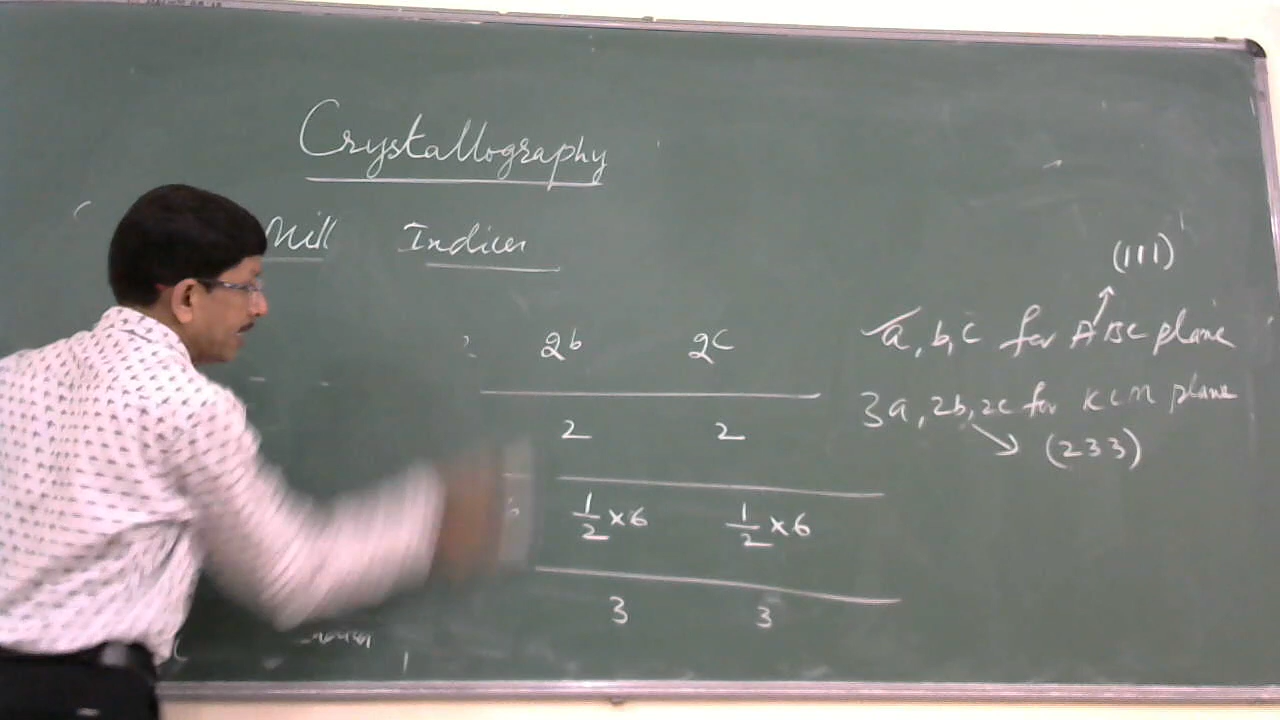 Crystallography
Mill Indices
2b 2c
2 2
1/2 ×6 1/2 ×6
3 3
(111)
a, b, c for ABC plane
3a, 2b, 2c for KLM plane
(233)